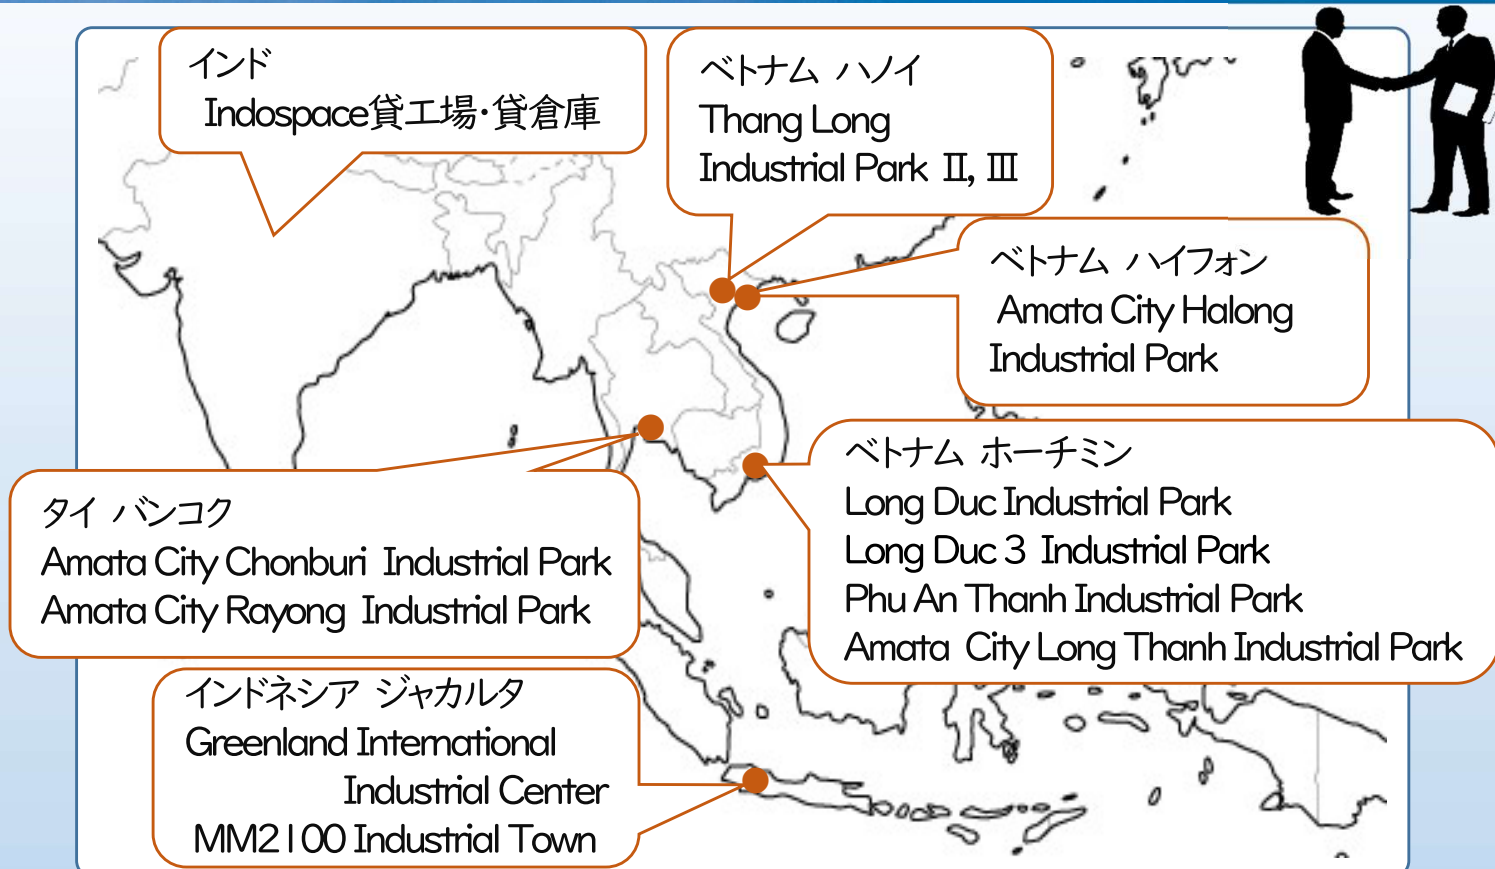 インド
Indospace貸工場・貸倉庫
ベトナム ハノイ
Thang Long
Industrial Park Ⅱ, Ⅲ
ベトナム ハイフォン
Amata City Halong
Industrial Park
タイ バンコク
Amata City Chonburi Industrial Park
Amata City Rayong Industrial Park
ベトナム ホーチミン
Long Duc Industrial Park
Long Duc 3 Industrial Park
Phu An Thanh Industrial Park
Amata City Long Thanh Industrial Park
インドネシア ジャカルタ
Greenland International
Industrial Center
MM2100 Industrial Town